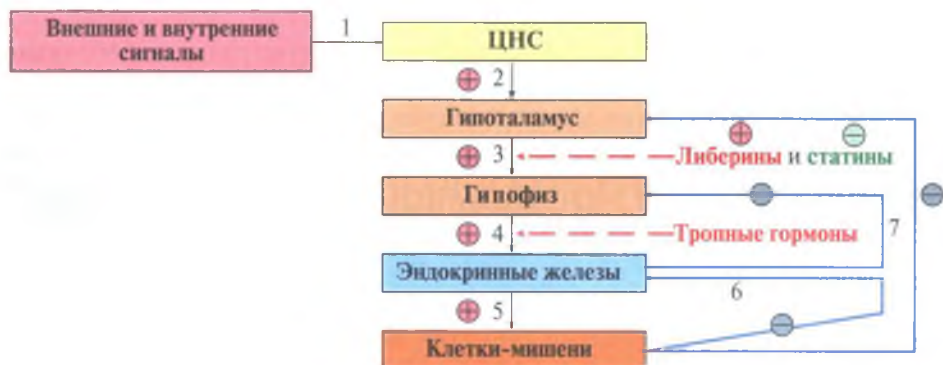 Внешние и внутренние
сигналы
1
ЦНС
+ 2
Гипоталамус
+ −
+ 3
Либерины и статины
−
Гипофиз
−
7
+ 4
Тропные гормоны
Эндокринные железы
6
+ 5
−
Клетки-мишени